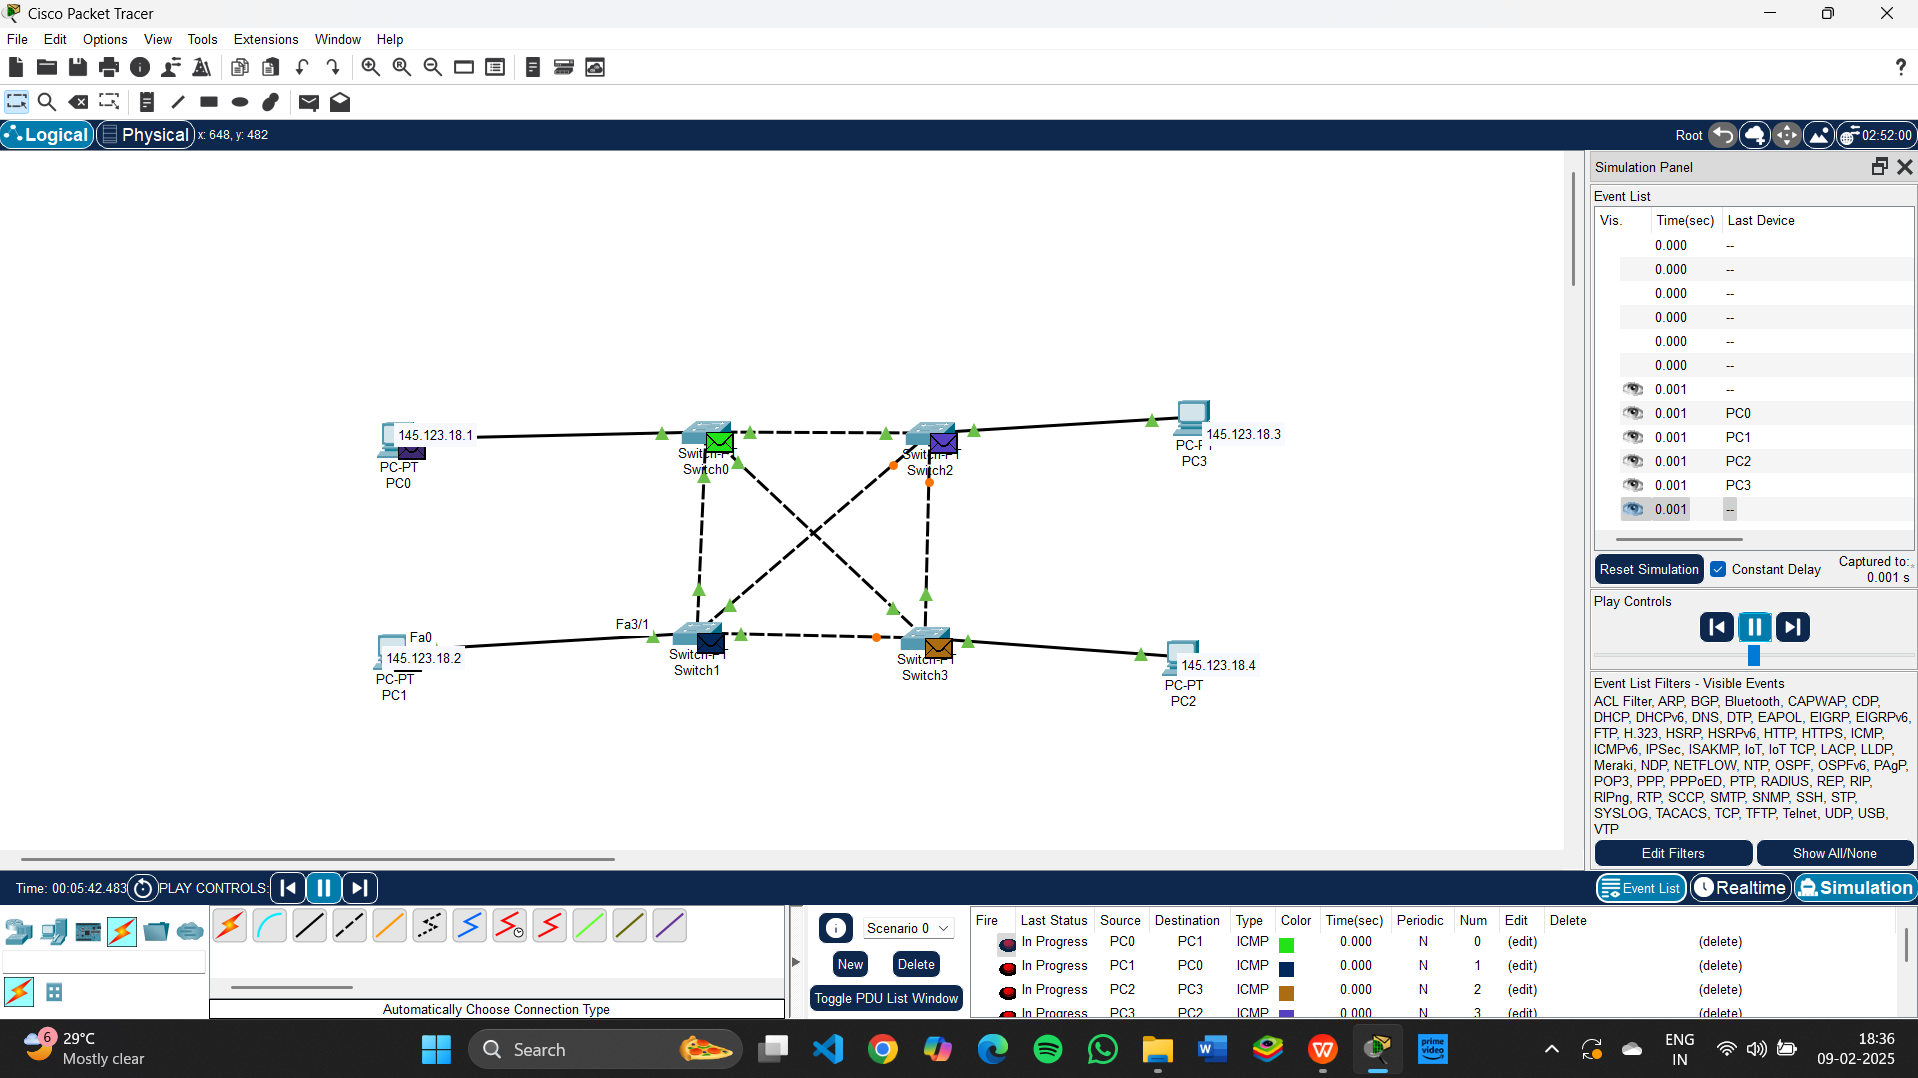 Cisco Packet Tracer
File Edit Options View Tools Extensions Window Help
Logical Physical x: 648, y: 482 Root 02:52:00
Simulation Panel
Event List
Vis. Time(sec) Last Device
0.000 --
0.000 --
0.000 --
0.000 --
0.000 --
0.000 --
0.001 --
0.001 PC0
0.001 PC1
0.001 PC2
0.001 PC3
0.001 --
Reset Simulation Constant Delay Captured to:
0.001 s
Play Controls
Event List Filters - Visible Events
ACL Filter, ARP, BGP, Bluetooth, CAPWAP, CDP,
DHCP, DHCPv6, DNS, DTP, EAPOL, EIGRP, EIGRPv6,
FTP, H.323, HSRP, HSRPv6, HTTP, HTTPS, ICMP,
ICMPv6, IPSec, ISAKMP, IoT, IoT TCP, LACP, LLDP,
Meraki, NDP, NETFLOW, NTP, OSPF, OSPFv6, PAgP,
POP3, PPP, PPPoED, PTP, RADIUS, REP, RIP,
RIPng, RTP, SCCP, SMTP, SNMP, SSH, STP,
SYSLOG, TACACS, TCP, TFTP, Telnet, UDP, USB,
VTP
Edit Filters Show All/None
145.123.18.1
PC-PT
PC0
Switch0
Switch2
145.123.18.3
PC3
Fa0
145.123.18.2
PC-PT
PC1
Fa3/1
Switch1
Switch3
145.123.18.4
PC-PT
PC2
Time: 00:05:42.483 PLAY CONTROLS: Event List Realtime Simulation
Automatically Choose Connection Type
Scenario 0
New Delete
Toggle PDU List Window
Fire Last Status Source Destination Type Color Time(sec) Periodic Num Edit Delete
In Progress PC0 PC1 ICMP 0.000 N 0 (edit) (delete)
In Progress PC1 PC0 ICMP 0.000 N 1 (edit) (delete)
In Progress PC2 PC3 ICMP 0.000 N 2 (edit) (delete)
In Progress PC3 PC2 ICMP 0.000 N 3 (edit) (delete)
6 29°C
Mostly clear
Search
prime video
ENG
IN
18:36
09-02-2025